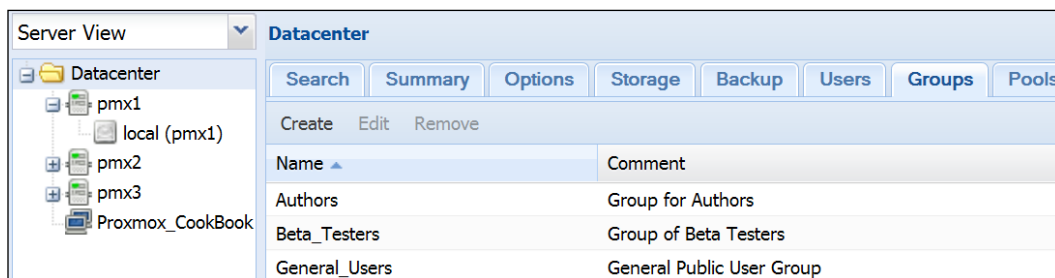 Server View
Datacenter
pmx1
local (pmx1)
pmx2
pmx3
Proxmox_CookBook
Datacenter
Search Summary Options Storage Backup Users Groups Pools
Create Edit Remove
Name Comment
Authors Group for Authors
Beta_Testers Group of Beta Testers
General_Users General Public User Group